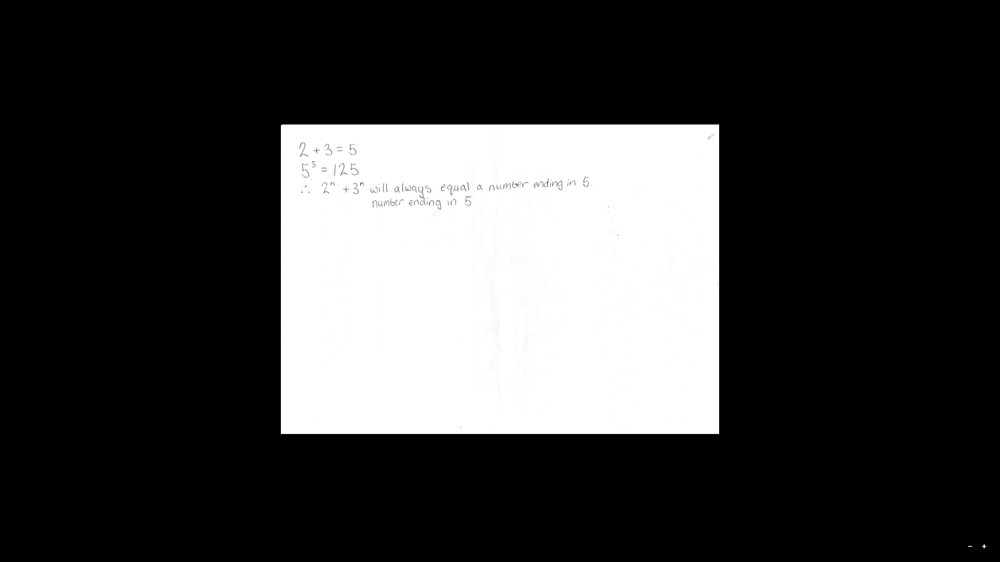 2 + 3 = 5
5³ = 125
∴ 2ⁿ + 3ⁿ will always equal a number ending in 5.
number ending in 5